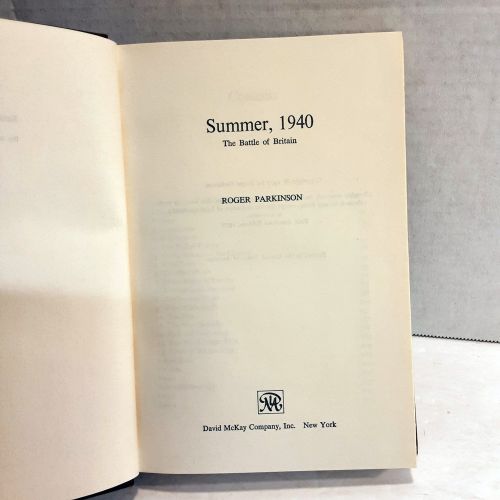 Summer, 1940
The Battle of Britain
ROGER PARKINSON
David McKay Company, Inc. New York